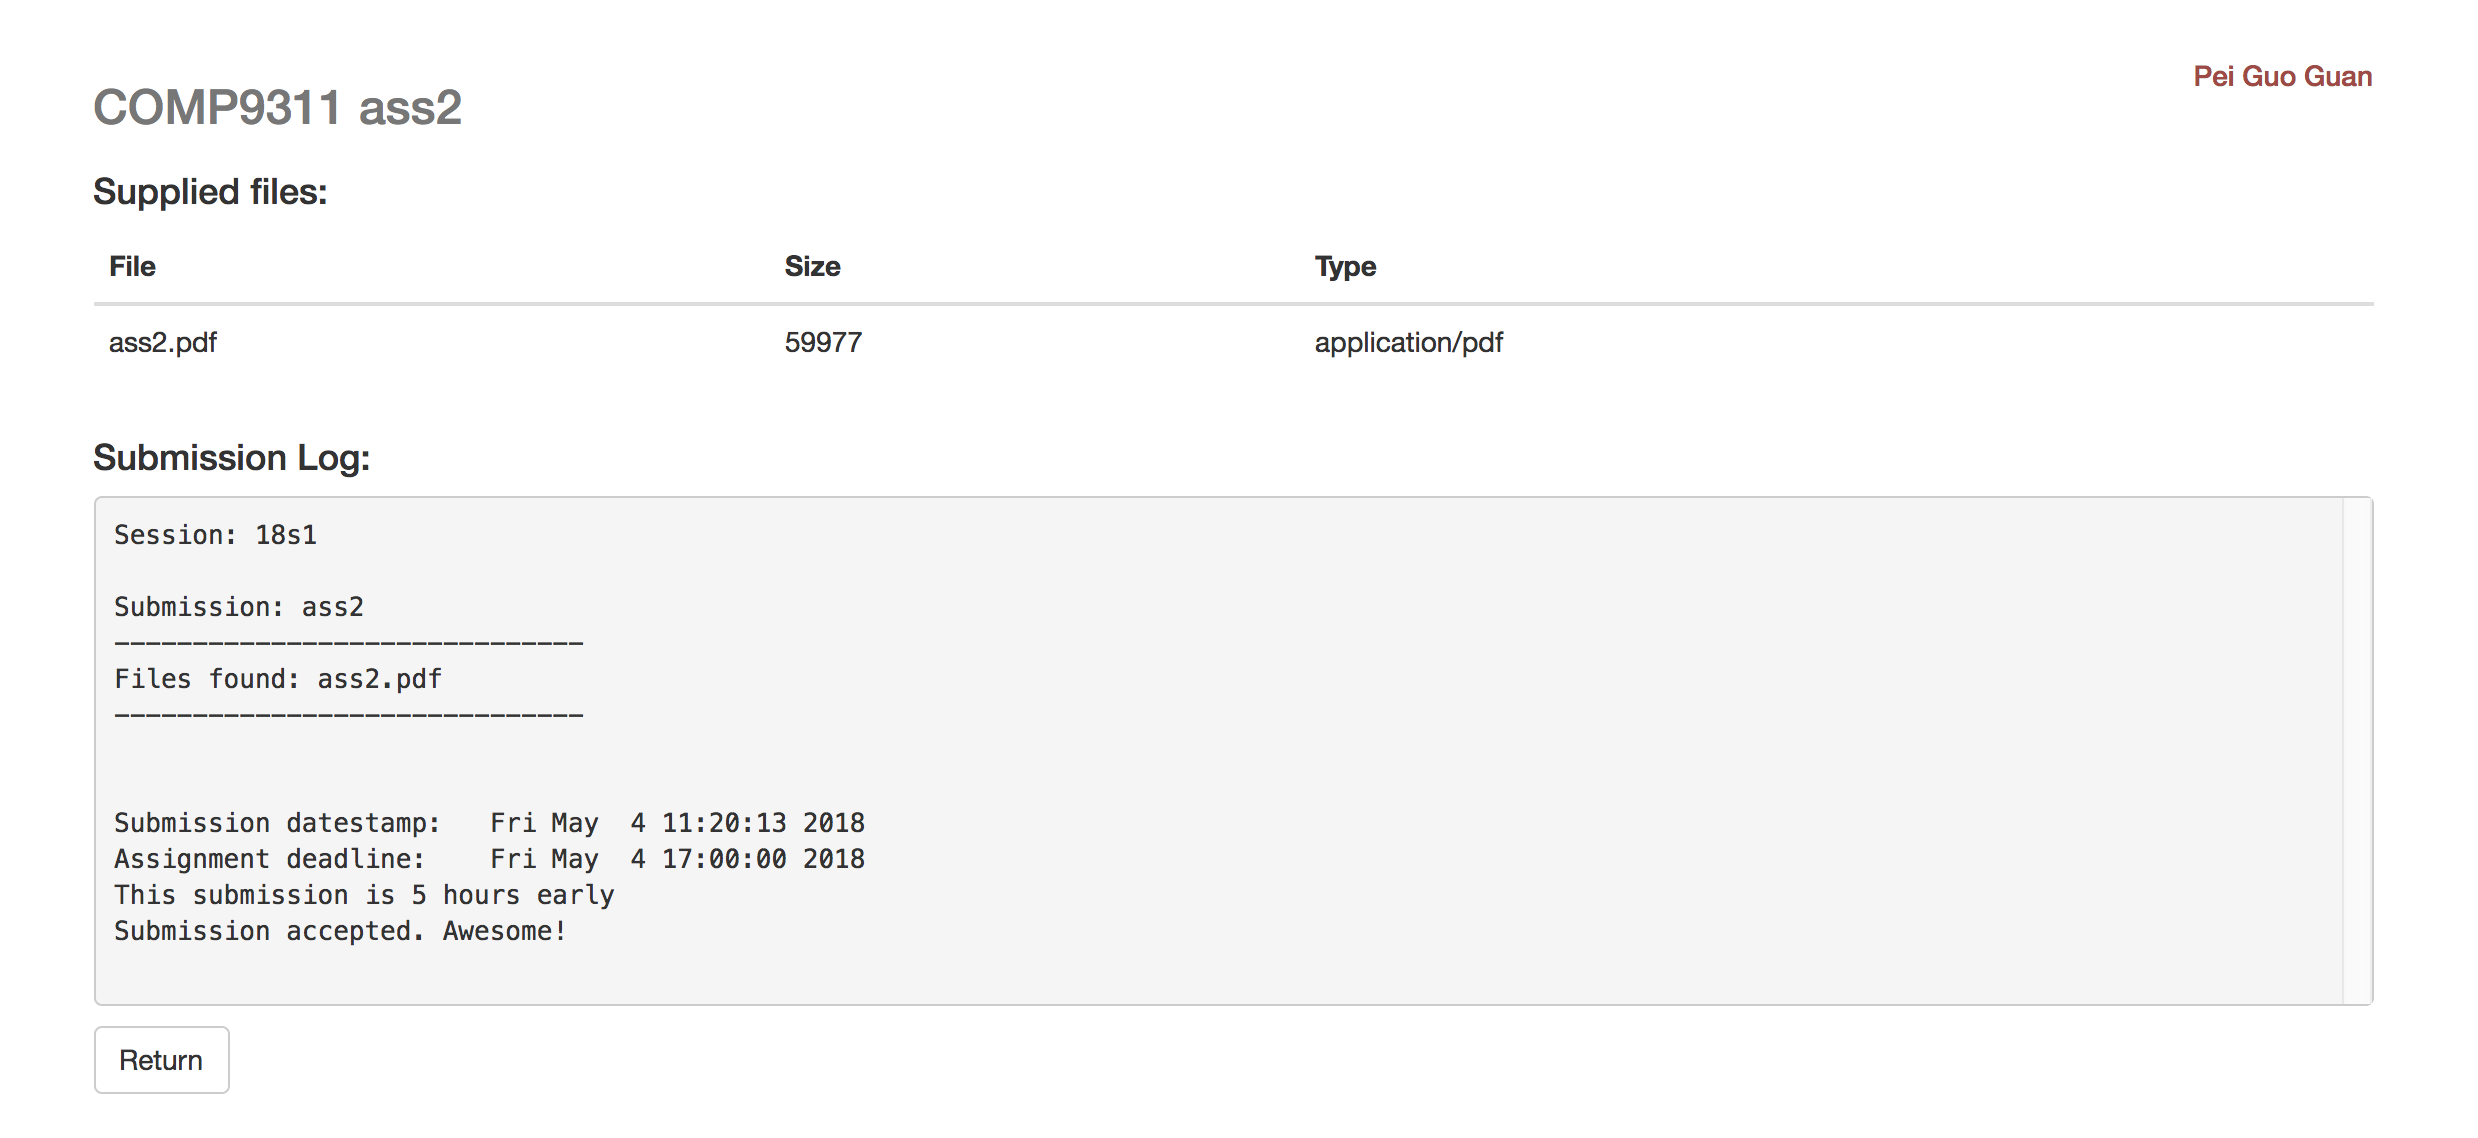 Pei Guo Guan
COMP9311 ass2
Supplied files:
File Size Type
ass2.pdf 59977 application/pdf
Submission Log:
Session: 18s1
Submission: ass2
------------------------------
Files found: ass2.pdf
------------------------------
Submission datestamp:   Fri May  4 11:20:13 2018
Assignment deadline:    Fri May  4 17:00:00 2018
This submission is 5 hours early
Submission accepted. Awesome!
Return